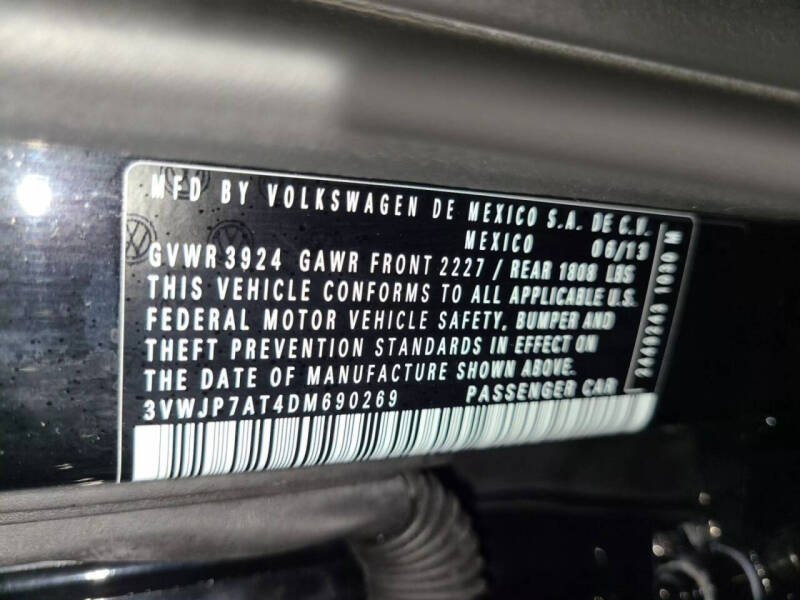 MFD BY VOLKSWAGEN DE MEXICO S.A. DE C.V.
MEXICO 06/13
GVWR 3924 GAWR FRONT 2227 / REAR 1808 LBS
THIS VEHICLE CONFORMS TO ALL APPLICABLE U.S.
FEDERAL MOTOR VEHICLE SAFETY, BUMPER AND
THEFT PREVENTION STANDARDS IN EFFECT ON
THE DATE OF MANUFACTURE SHOWN ABOVE.
3VWJP7AT4DM690269 PASSENGER CAR